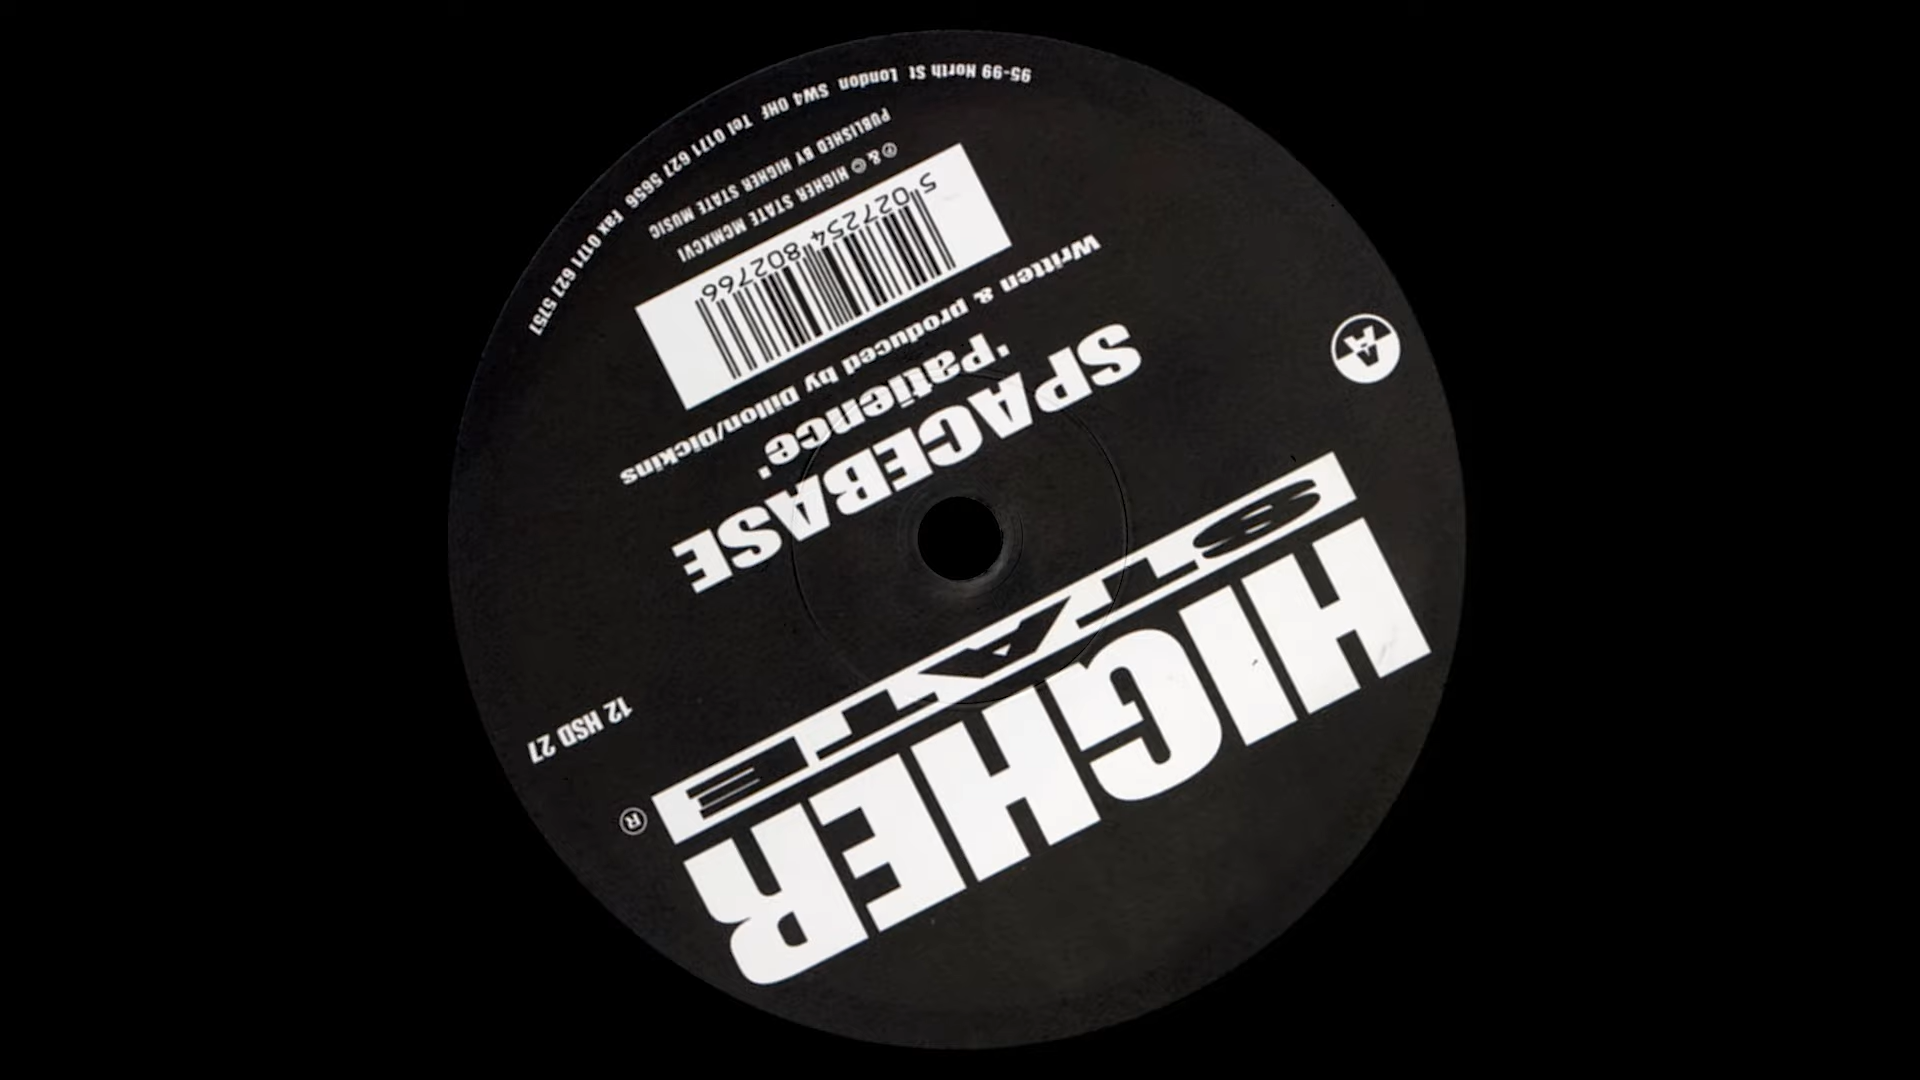 HIGHER
STATE
®
12 HSD 27
AA
SPACEBASE
'Patience'
Written & produced by Dillon/Dickins
5 027254 802766
℗ & © HIGHER STATE MCMXCVI
PUBLISHED BY HIGHER STATE MUSIC
95-99 North St London SW4 0HF Tel 0171 627 5656 Fax 0171 627 5757